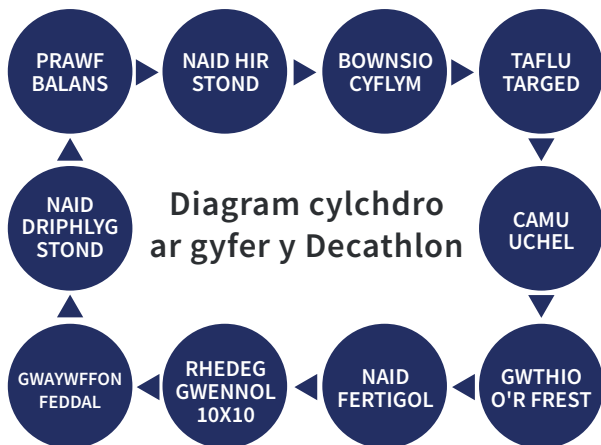 PRAWF
BALANS
NAID HIR
STOND
BOWNSIO
CYFLYM
TAFLU
TARGED
CAMU
UCHEL
GWTHIO
O'R FREST
NAID
FERTIGOL
RHEDEG
GWENNOL
10X10
GWAYWFFON
FEDDAL
NAID
DRIPHLYG
STOND
Diagram cylchdro
ar gyfer y Decathlon